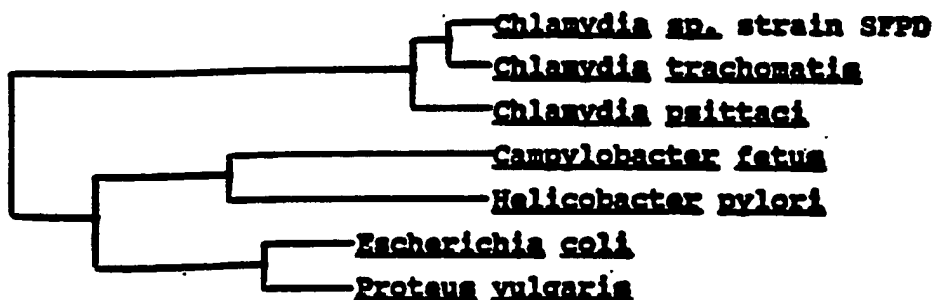 Chlamydia sp. strain SFPD
Chlamydia trachomatis
Chlamydia psittaci
Campylobacter fetus
Helicobacter pylori
Escherichia coli
Proteus vulgaris